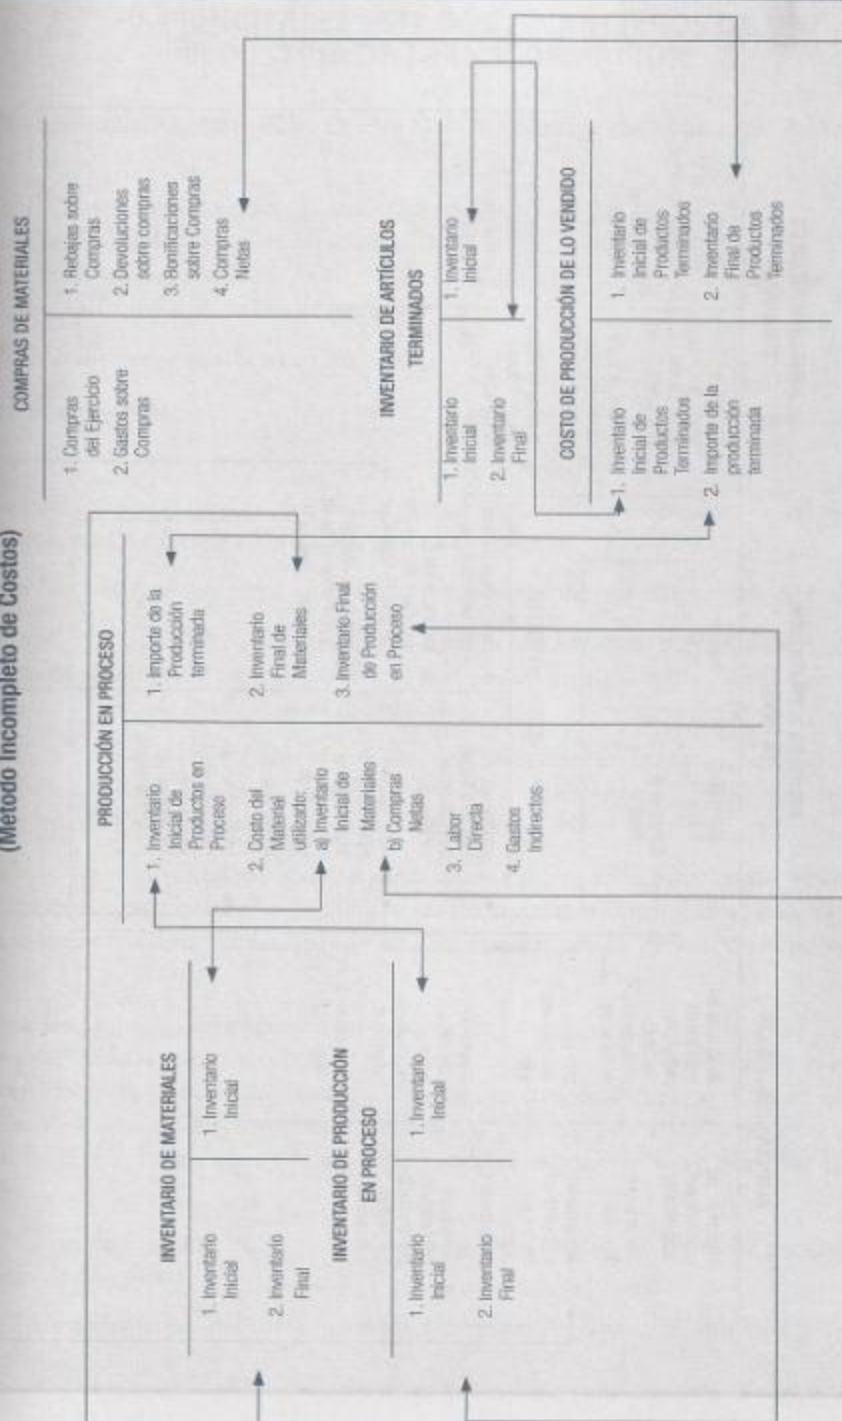 (Método Incompleto de Costos)
INVENTARIO DE MATERIALES
1. Inventario
Inicial
2. Inventario
Final
1. Inventario
Inicial
INVENTARIO DE PRODUCCIÓN
EN PROCESO
1. Inventario
Inicial
2. Inventario
Final
1. Inventario
Inicial
PRODUCCIÓN EN PROCESO
1. Inventario
Inicial de
Productos en
Proceso
2. Costo del
Material
utilizado:
a) Inventario
Inicial de
Materiales
b) Compras
Netas
3. Labor
Directa
4. Gastos
Indirectos
1. Importe de la
Producción
terminada
2. Inventario
Final de
Materiales
3. Inventario Final
de Producción
en Proceso
COMPRAS DE MATERIALES
1. Compras
del Ejercicio
2. Gastos sobre
Compras
1. Rebajas sobre
Compras
2. Devoluciones
sobre compras
3. Bonificaciones
sobre Compras
4. Compras
Netas
INVENTARIO DE ARTÍCULOS
TERMINADOS
1. Inventario
Inicial
2. Inventario
Final
1. Inventario
Inicial
COSTO DE PRODUCCIÓN DE LO VENDIDO
1. Inventario
Inicial de
Productos
Terminados
2. Importe de la
producción
terminada
1. Inventario
Inicial de
Productos
Terminados
2. Inventario
Final de
Productos
Terminados